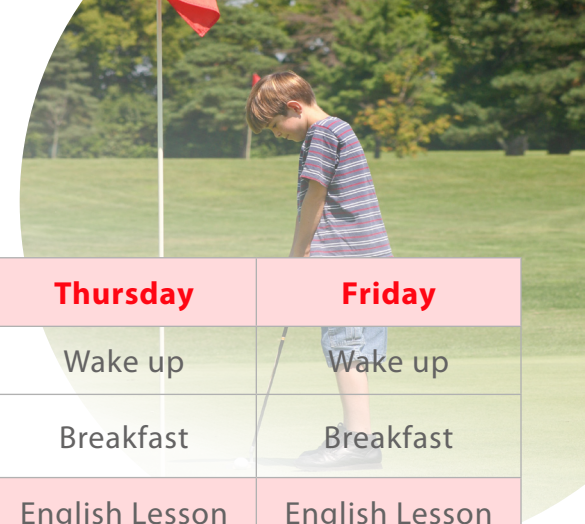 Thursday Friday
Wake up Wake up
Breakfast Breakfast
English Lesson English Lesson